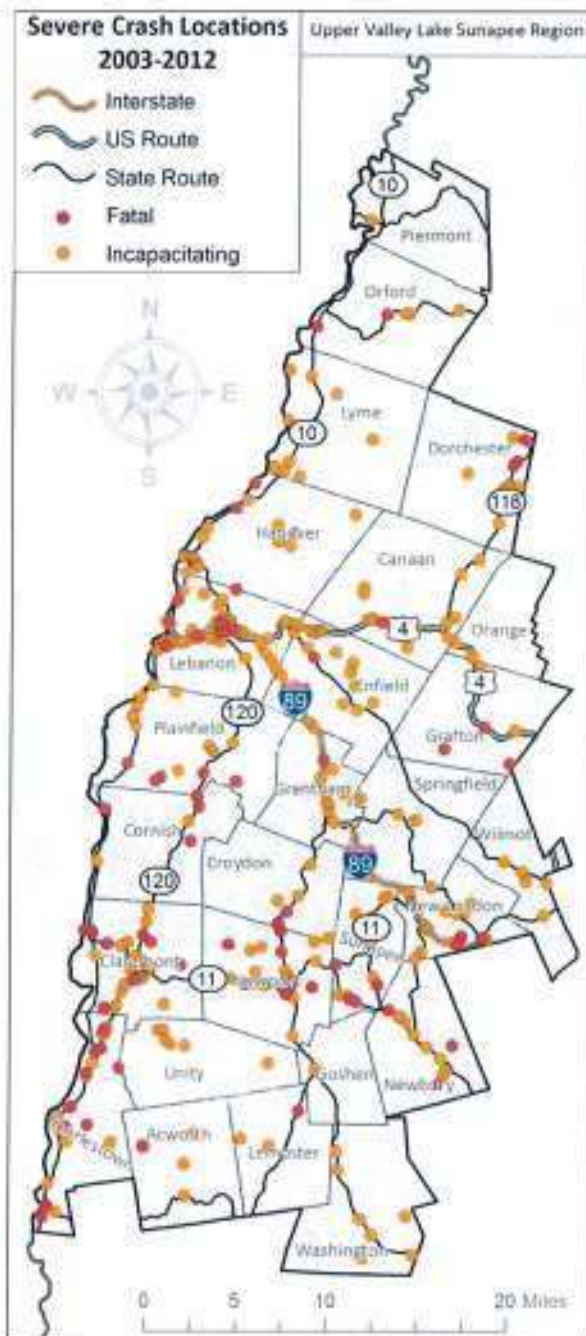 Severe Crash Locations
2003-2012
Upper Valley Lake Sunapee Region
Interstate
US Route
State Route
Fatal
Incapacitating
N
W E
S
10
Piermont
Orford
Lyme
10
Dorchester
118
Hanover
Canaan
4
Orange
Lebanon
Enfield
4
120
89
Plainfield
Grafton
Springfield
Grantham
Wilmot
Cornish
Croydon
89
120
New London
11
Sunapee
Claremont
11
Newport
Unity
Goshen
Newbury
Charlestown
Acworth
Lempster
Washington
0 5 10 20 Miles